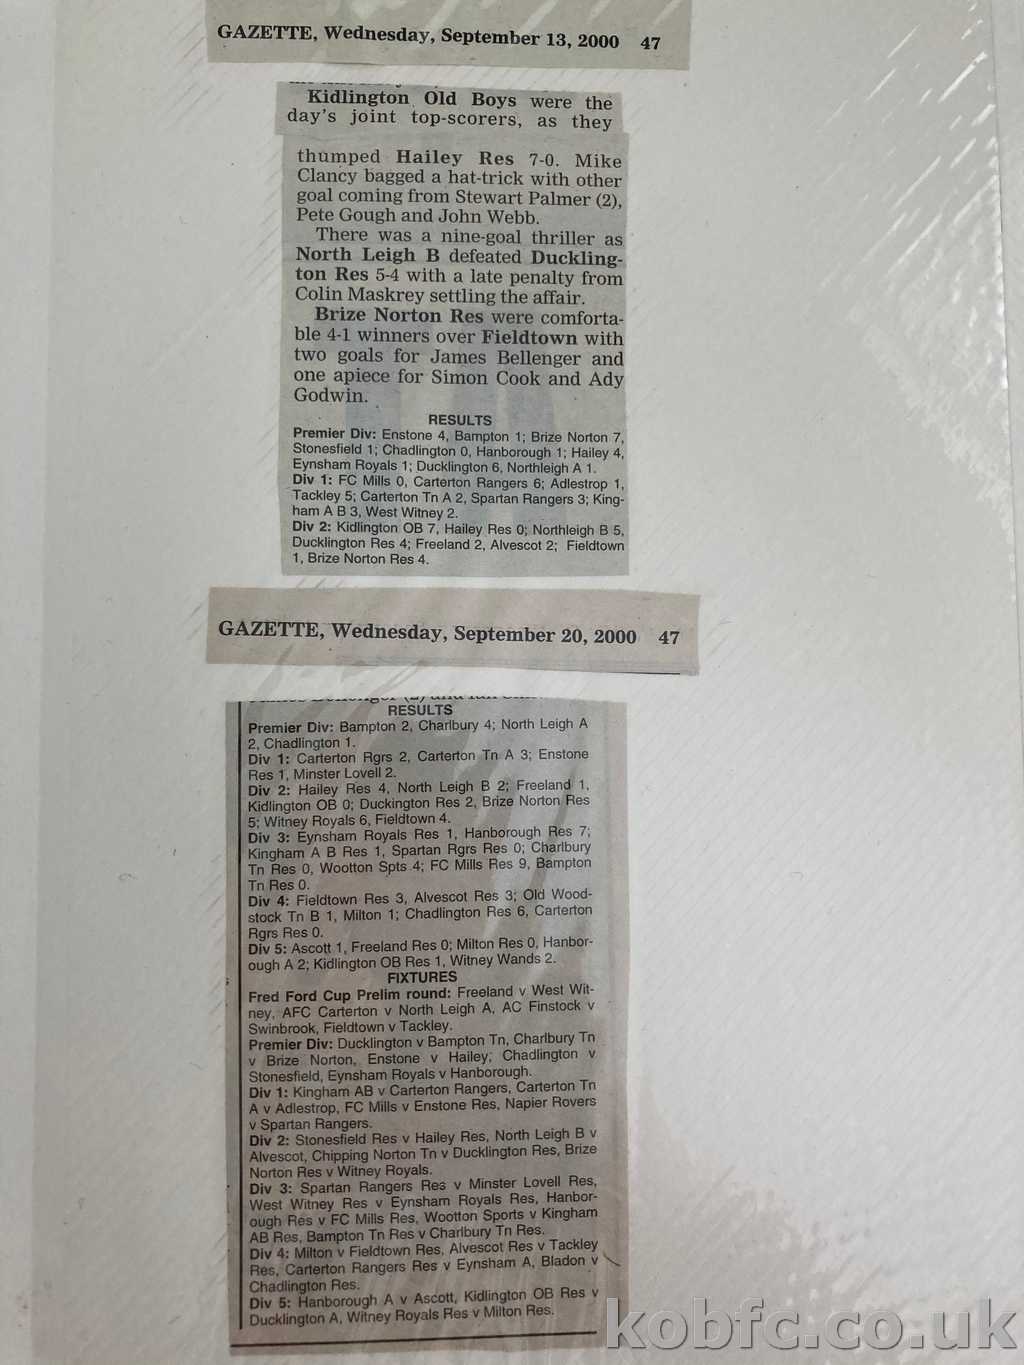 GAZETTE, Wednesday, September 13, 2000 47
Kidlington Old Boys were the
day's joint top-scorers, as they
thumped Hailey Res 7-0. Mike
Clancy bagged a hat-trick with other
goal coming from Stewart Palmer (2),
Pete Gough and John Webb.
There was a nine-goal thriller as
North Leigh B defeated Duckling-
ton Res 5-4 with a late penalty from
Colin Maskrey settling the affair.
Brize Norton Res were comforta-
ble 4-1 winners over Fieldtown with
two goals for James Bellenger and
one apiece for Simon Cook and Ady
Godwin.
RESULTS
Premier Div: Enstone 4, Bampton 1; Brize Norton 7,
Stonesfield 1; Chadlington 0, Hanborough 1; Hailey 4,
Eynsham Royals 1; Ducklington 6, Northleigh A 1.
Div 1: FC Mills 0, Carterton Rangers 6; Adlestrop 1,
Tackley 5; Carterton Tn A 2, Spartan Rangers 3; King-
ham A B 3, West Witney 2.
Div 2: Kidlington OB 7, Hailey Res 0; Northleigh B 5,
Ducklington Res 4; Freeland 2, Alvescot 2; Fieldtown
1, Brize Norton Res 4.
GAZETTE, Wednesday, September 20, 2000 47
RESULTS
Premier Div: Bampton 2, Charlbury 4; North Leigh A
2, Chadlington 1.
Div 1: Carterton Rgrs 2, Carterton Tn A 3; Enstone
Res 1, Minster Lovell 2.
Div 2: Hailey Res 4, North Leigh B 2; Freeland 1,
Kidlington OB 0; Duckington Res 2, Brize Norton Res
5; Witney Royals 6, Fieldtown 4.
Div 3: Eynsham Royals Res 1, Hanborough Res 7;
Kingham A B Res 1, Spartan Rgrs Res 0; Charlbury
Tn Res 0, Wootton Spts 4; FC Mills Res 9, Bampton
Tn Res 0.
Div 4: Fieldtown Res 3, Alvescot Res 3; Old Wood-
stock Tn B 1, Milton 1; Chadlington Res 6, Carterton
Rgrs Res 0.
Div 5: Ascott 1, Freeland Res 0; Milton Res 0, Hanbor-
ough A 2; Kidlington OB Res 1, Witney Wands 2.
FIXTURES
Fred Ford Cup Prelim round: Freeland v West Wit-
ney, AFC Carterton v North Leigh A, AC Finstock v
Swinbrook, Fieldtown v Tackley.
Premier Div: Ducklington v Bampton Tn, Charlbury Tn
v Brize Norton, Enstone v Hailey, Chadlington v
Stonesfield, Eynsham Royals v Hanborough.
Div 1: Kingham AB v Carterton Rangers, Carterton Tn
A v Adlestrop, FC Mills v Enstone Res, Napier Rovers
v Spartan Rangers.
Div 2: Stonesfield Res v Hailey Res, North Leigh B v
Alvescot, Chipping Norton Tn v Ducklington Res, Brize
Norton Res v Witney Royals.
Div 3: Spartan Rangers Res v Minster Lovell Res,
West Witney Res v Eynsham Royals Res, Hanbor-
ough Res v FC Mills Res, Wootton Sports v Kingham
AB Res, Bampton Tn Res v Charlbury Tn Res.
Div 4: Milton v Fieldtown Res, Alvescot Res v Tackley
Res, Carterton Rangers Res v Eynsham A, Bladon v
Chadlington Res.
Div 5: Hanborough A v Ascott, Kidlington OB Res v
Ducklington A, Witney Royals Res v Milton Res.
kobfc.co.uk